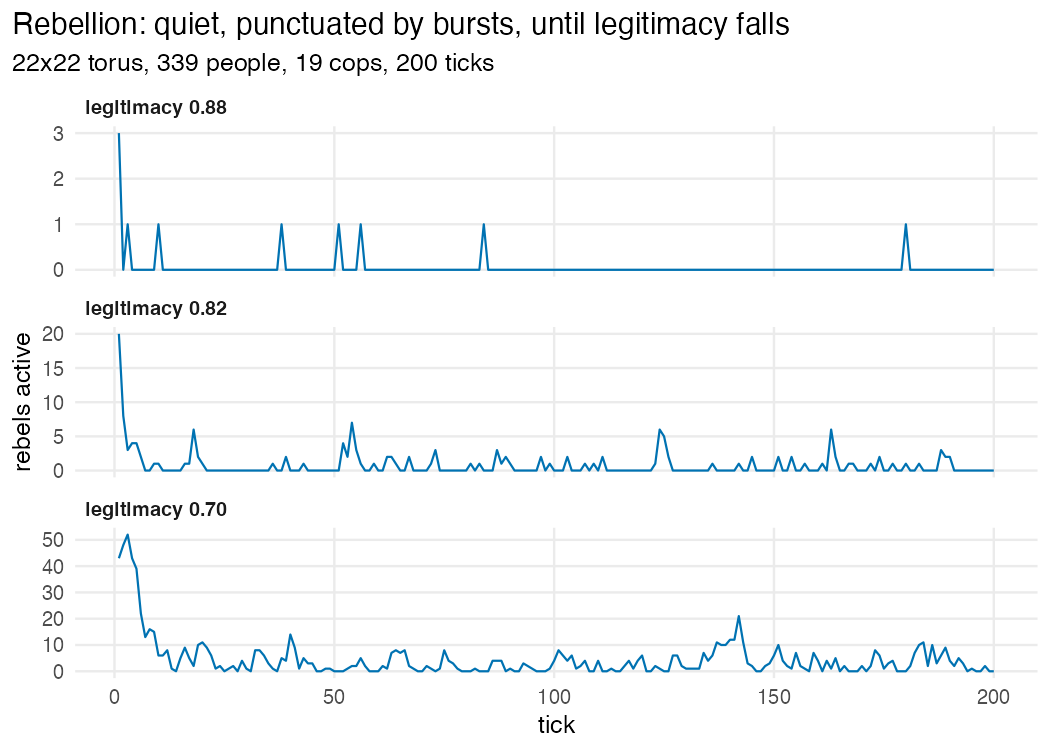 Rebellion: quiet, punctuated by bursts, until legitimacy falls
22x22 torus, 339 people, 19 cops, 200 ticks
legitimacy 0.88
3
2
1
0
legitimacy 0.82
20
15
10
5
0
rebels active
legitimacy 0.70
50
40
30
20
10
0
0 50 100 150 200
tick